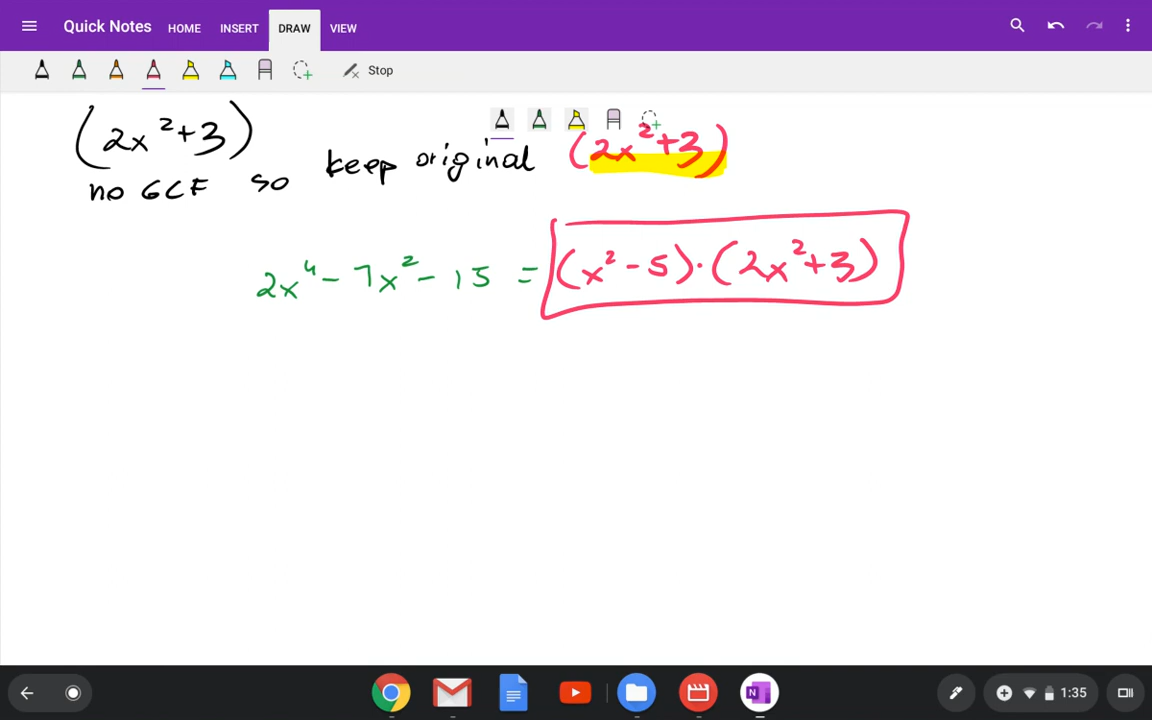 Quick Notes HOME INSERT DRAW VIEW
Stop
(2x²+3)
no GCF so keep original (2x²+3)
2x⁴ - 7x² - 15 = (x² - 5) · (2x²+3)
1:35